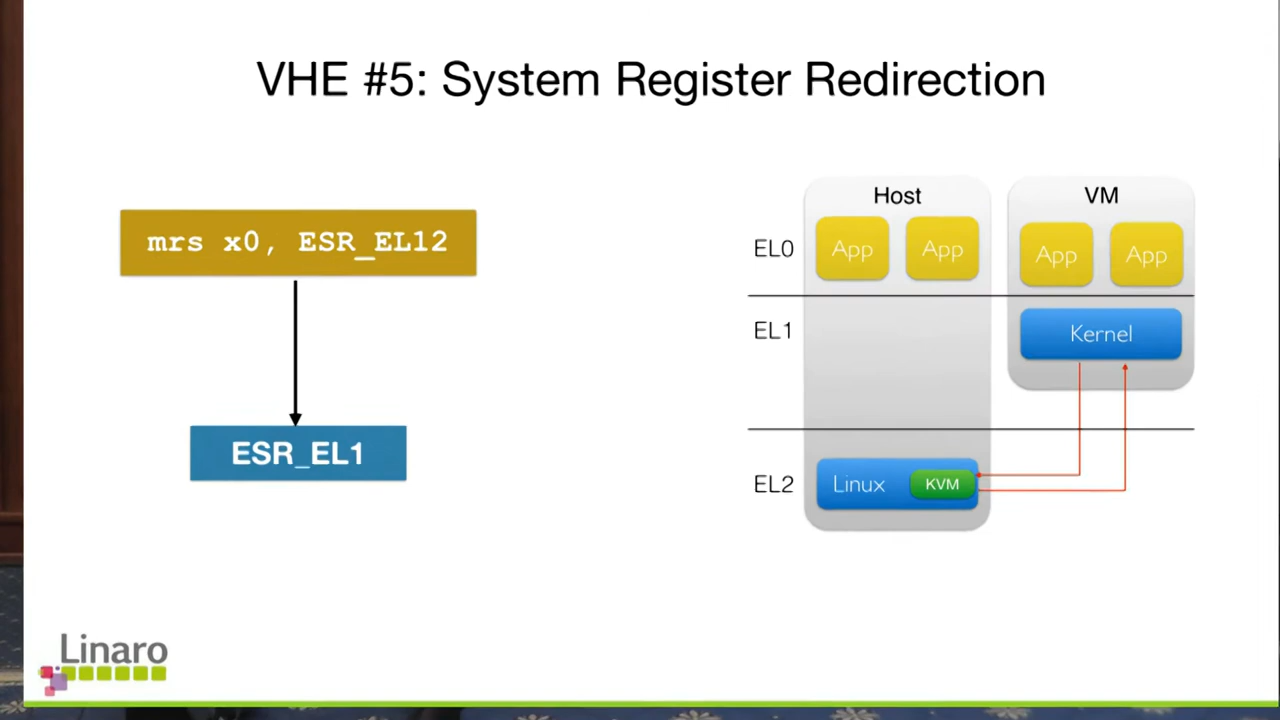 VHE #5: System Register Redirection
mrs x0, ESR_EL12
ESR_EL1
Host
VM
EL0
App
App
App
App
EL1
Kernel
EL2
Linux
KVM
Linaro